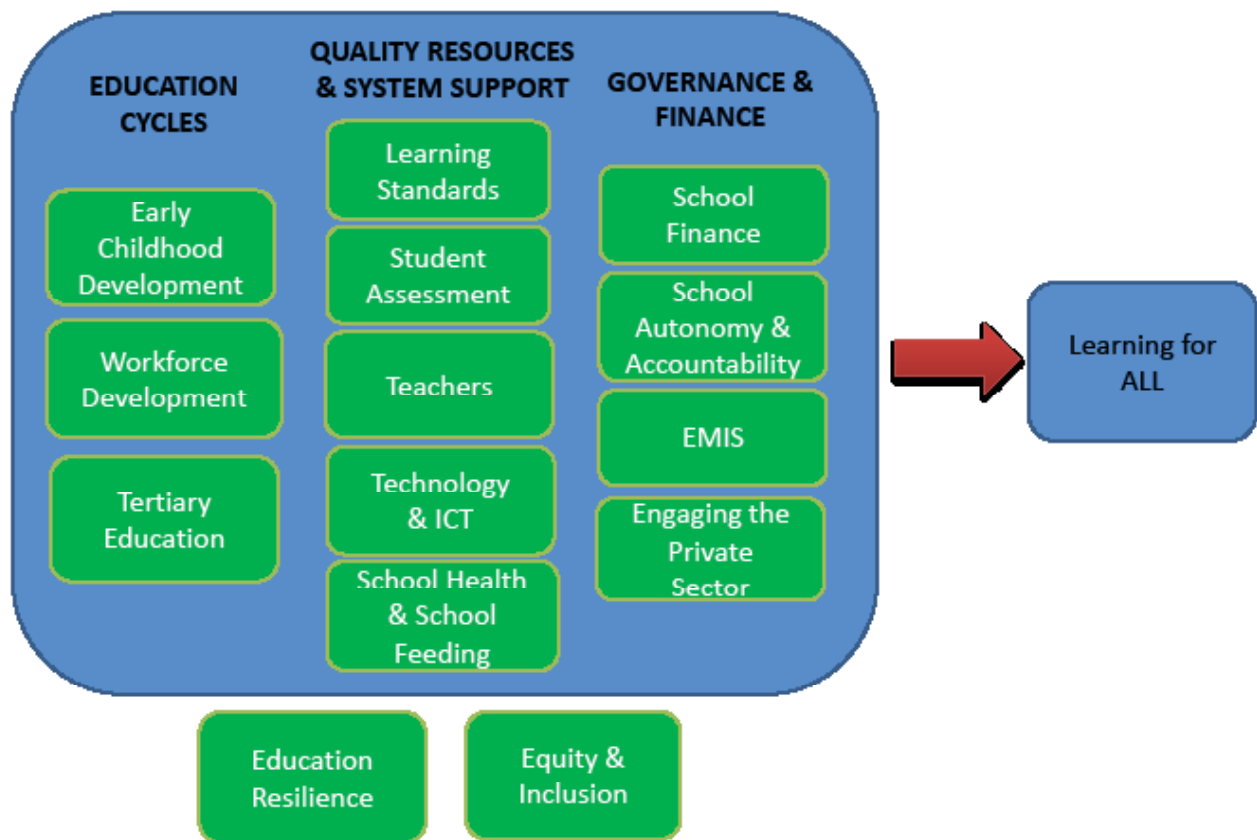 EDUCATION
CYCLES
Early
Childhood
Development
Workforce
Development
Tertiary
Education
QUALITY RESOURCES
& SYSTEM SUPPORT
Learning
Standards
Student
Assessment
Teachers
Technology
& ICT
School Health
& School
Feeding
GOVERNANCE &
FINANCE
School
Finance
School
Autonomy &
Accountability
EMIS
Engaging the
Private
Sector
Learning for
ALL
Education
Resilience
Equity &
Inclusion